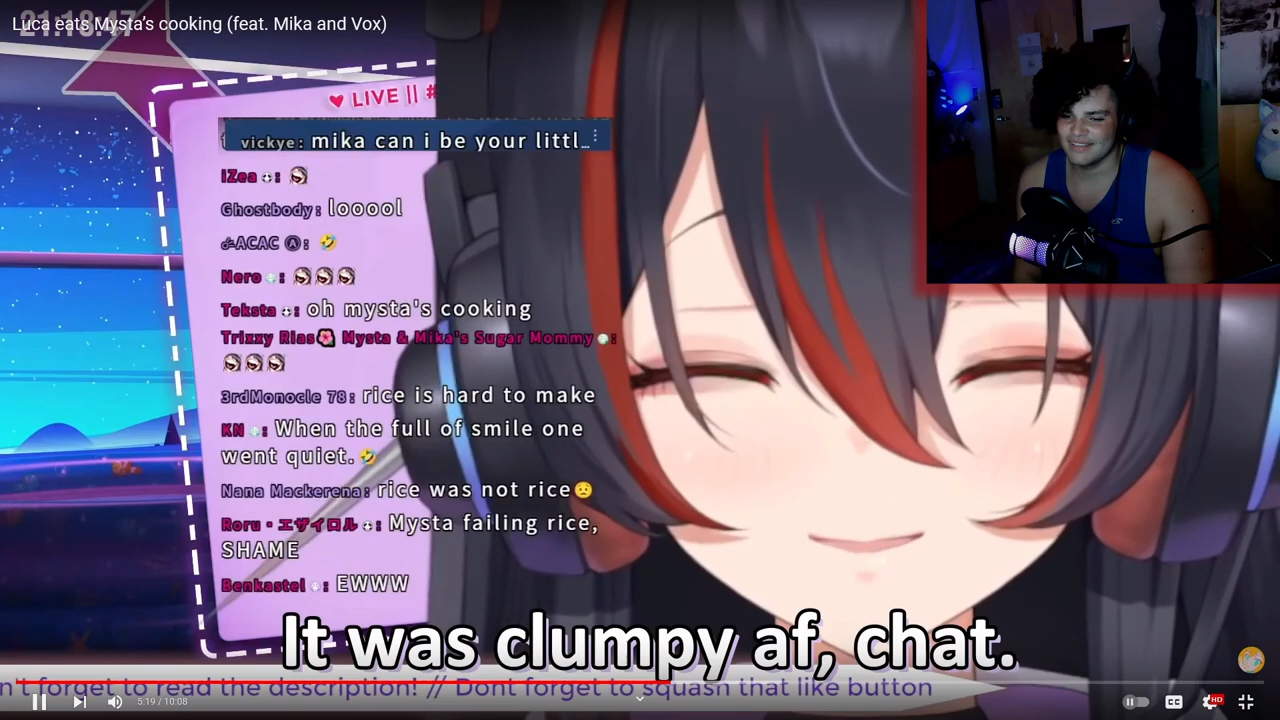 21:18:47
Luca eats Mysta's cooking (feat. Mika and Vox)
LIVE || #
vickye: mika can i be your littl…
iZea :
Ghostbody: looool
ACAC Ⓐ: 🤣
Nero :
Teksta : oh mysta's cooking
Trixxy Rias🌺 Mysta & Mika's Sugar Mommy :
3rdMonocle 78: rice is hard to make
KN : When the full of smile one
went quiet.🤣
Nana Mackerena: rice was not rice😟
Roru・エザイロル : Mysta failing rice,
SHAME
Benkastel : EWWW
It was clumpy af, chat.
n't forget to read the description! // Dont forget to squash that like button
5:19 / 10:08
CC
HD